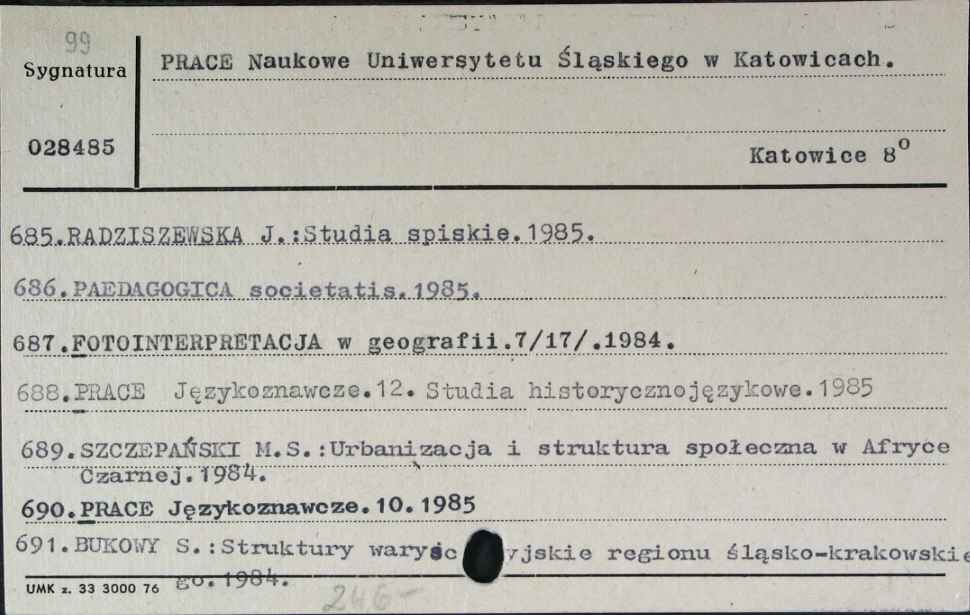 99
Sygnatura
PRACE Naukowe Uniwersytetu Śląskiego w Katowicach.
028485
Katowice 8°
685.RADZISZEWSKA J.:Studia spiskie.1985.
686.PAEDAGOGICA societatis.1985.
687.FOTOINTERPRETACJA w geografii.7/17/.1984.
688.PRACE Językoznawcze.12. Studia historycznojęzykowe.1985
689.SZCZEPAŃSKI M.S.:Urbanizacja i struktura społeczna w Afryce
Czarnej.1984.
690.PRACE Językoznawcze.10.1985
691.BUKOWY S.:Struktury waryśc yjskie regionu śląsko-krakowskie
go.1984.
UMK z. 33 3000 76
246-